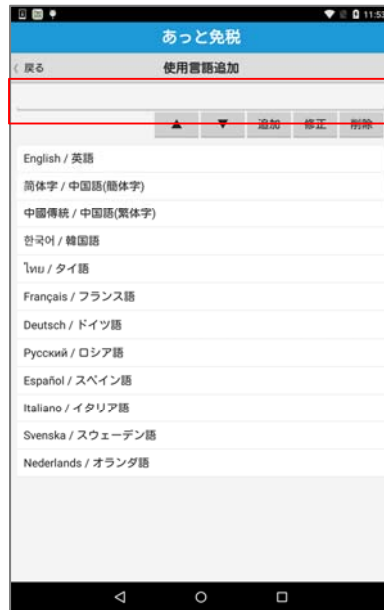 11:53
あっと免税
戻る
使用言語追加
▲ ▼ 追加 修正 削除
English / 英語
简体字 / 中国語(簡体字)
中國傳統 / 中国語(繁体字)
한국어 / 韓国語
ไทย / タイ語
Français / フランス語
Deutsch / ドイツ語
Русский / ロシア語
Español / スペイン語
Italiano / イタリア語
Svenska / スウェーデン語
Nederlands / オランダ語